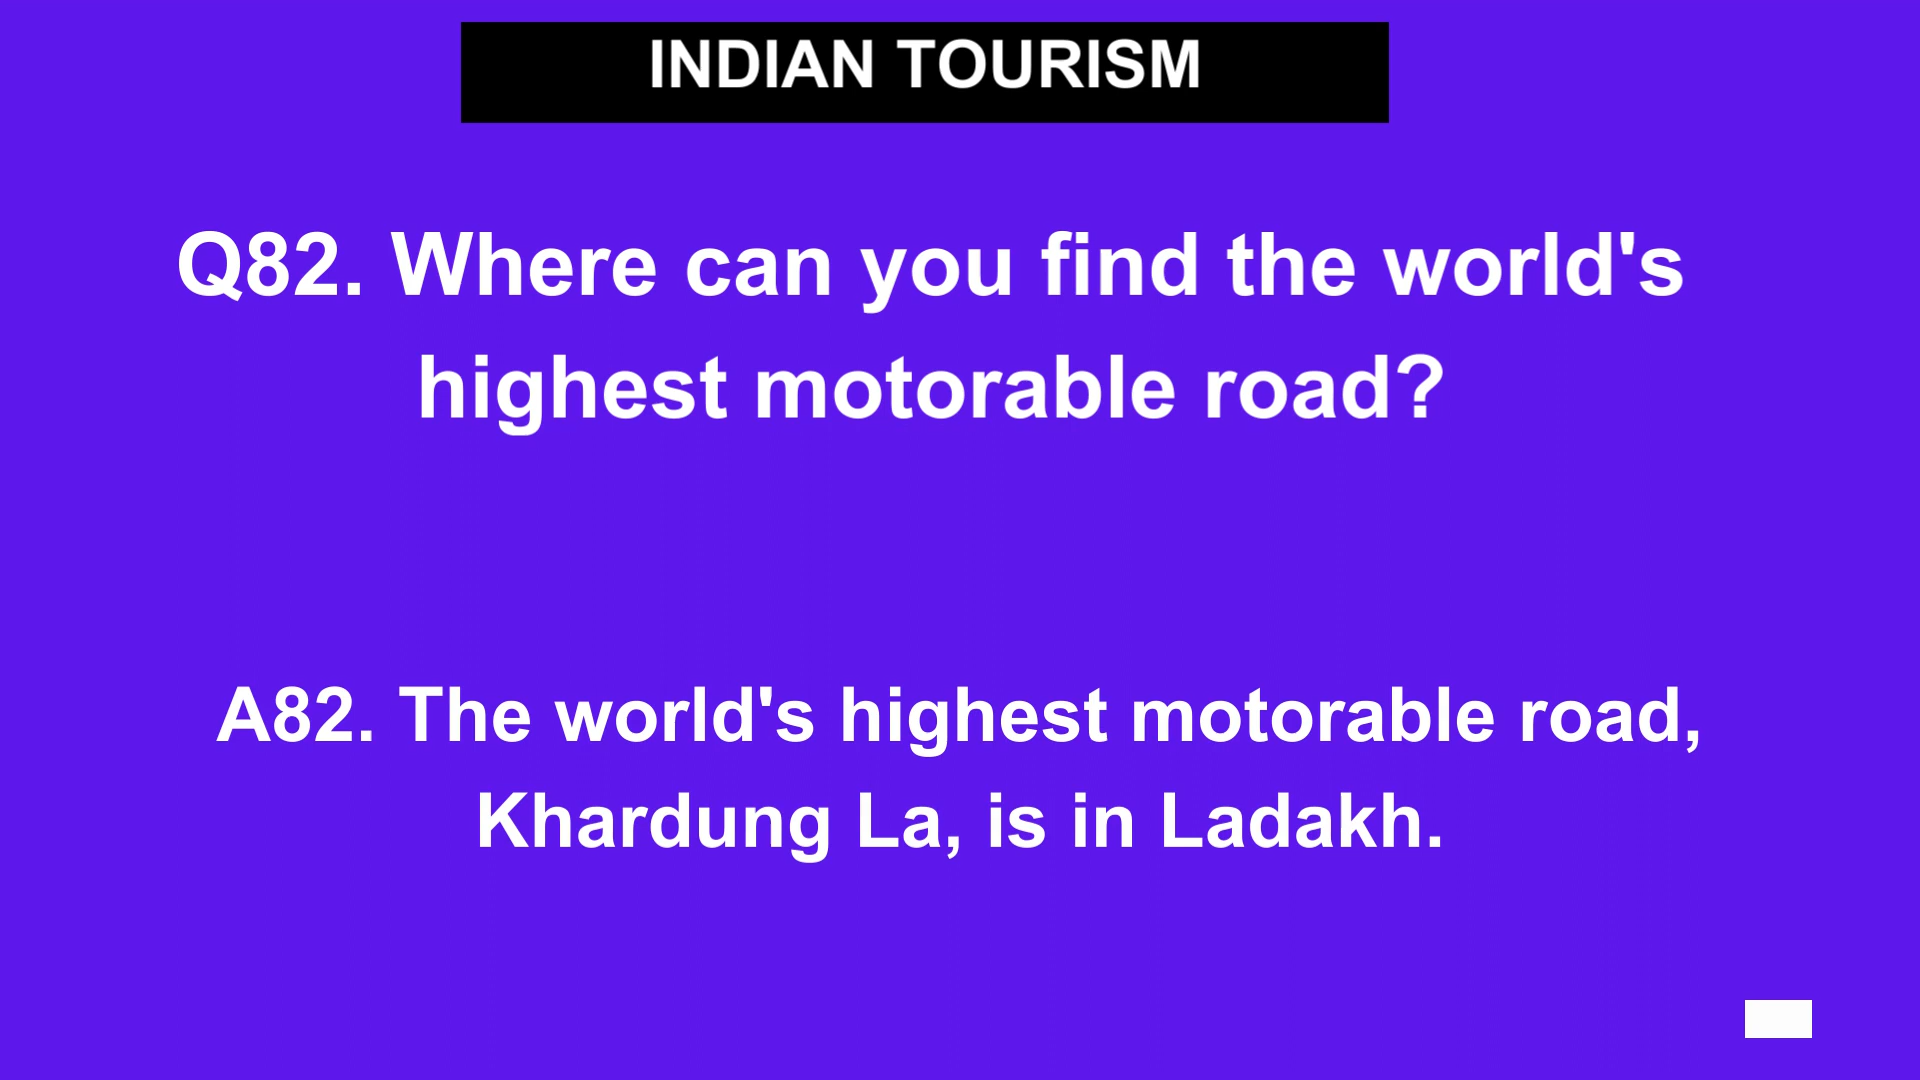 INDIAN TOURISM
Q82. Where can you find the world's
highest motorable road?
A82. The world's highest motorable road,
Khardung La, is in Ladakh.